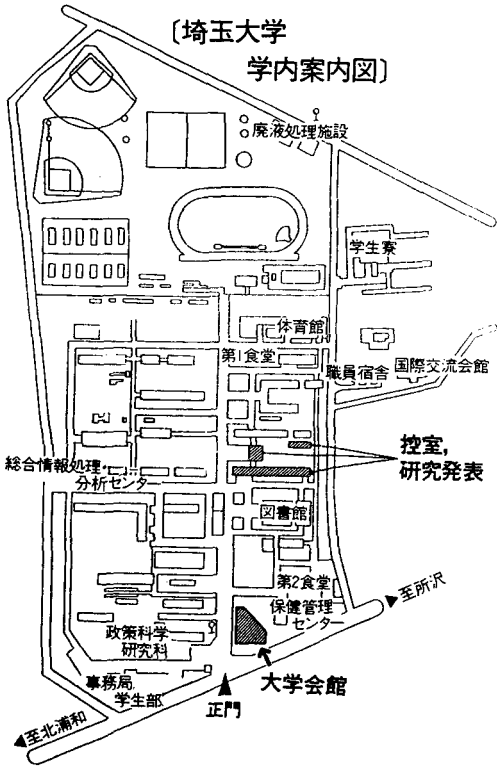 〔埼玉大学
学内案内図〕
廃液処理施設
学生寮
体育館
第1食堂
職員宿舎
国際交流会館
控室,
研究発表
総合情報処理
分析センター
図書館
第2食堂
至所沢
保健管理
センター
政策科学
研究科
大学会館
事務局
学生部
正門
至北浦和